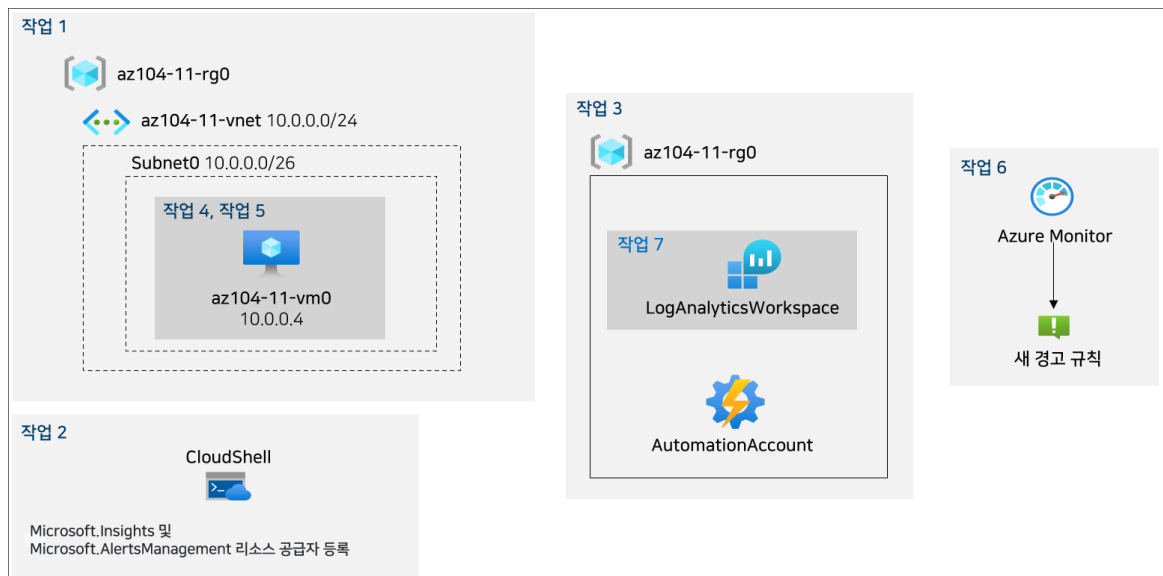 작업 1
az104-11-rg0
az104-11-vnet 10.0.0.0/24
Subnet0 10.0.0.0/26
작업 4, 작업 5
az104-11-vm0
10.0.0.4
작업 2
CloudShell
Microsoft.Insights 및
Microsoft.AlertsManagement 리소스 공급자 등록
작업 3
az104-11-rg0
작업 7
LogAnalyticsWorkspace
AutomationAccount
작업 6
Azure Monitor
새 경고 규칙